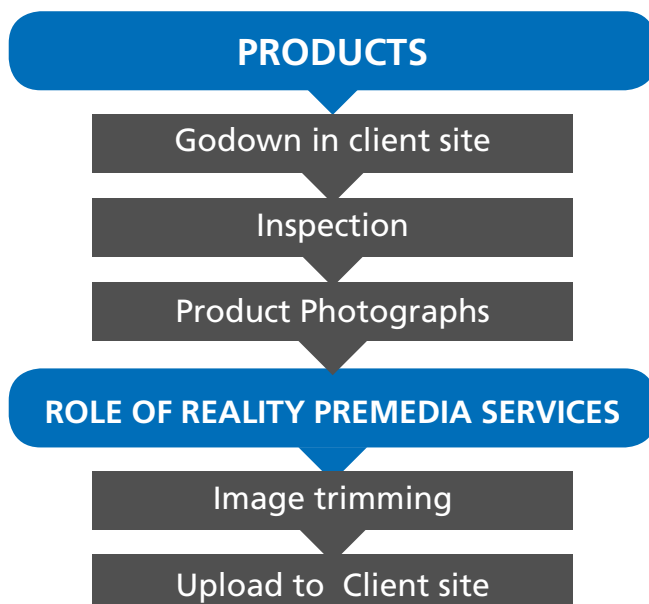 PRODUCTS
Godown in client site
Inspection
Product Photographs
ROLE OF REALITY PREMEDIA SERVICES
Image trimming
Upload to  Client site